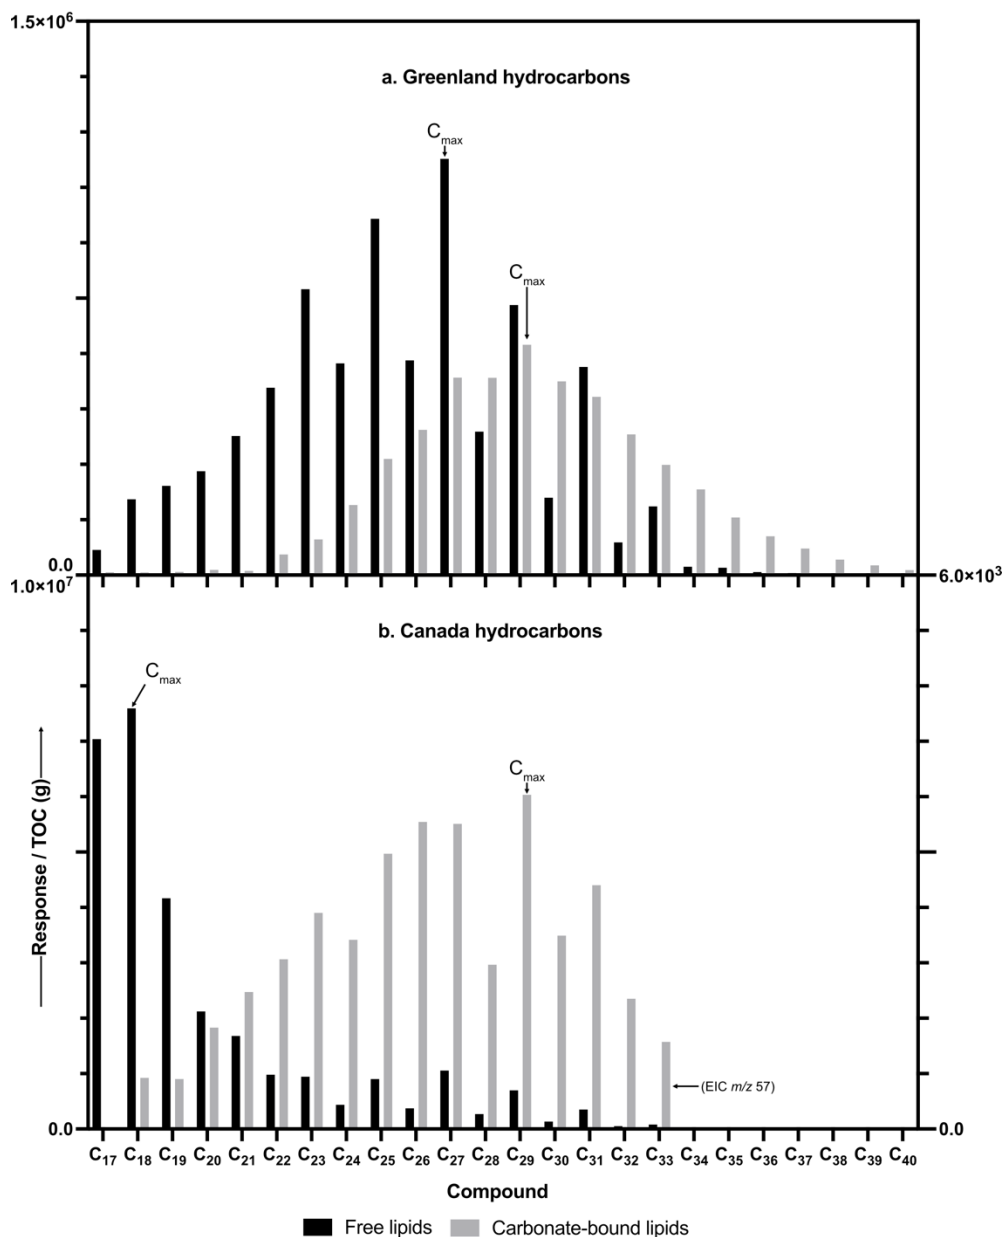 1.5×10⁶
a. Greenland hydrocarbons
Cₘₐₓ
Cₘₐₓ
0.0
1.0×10⁷
6.0×10³
b. Canada hydrocarbons
Cₘₐₓ
Cₘₐₓ
Response / TOC (g)
(EIC m/z 57)
0.0
0.0
C₁₇ C₁₈ C₁₉ C₂₀ C₂₁ C₂₂ C₂₃ C₂₄ C₂₅ C₂₆ C₂₇ C₂₈ C₂₉ C₃₀ C₃₁ C₃₂ C₃₃ C₃₄ C₃₅ C₃₆ C₃₇ C₃₈ C₃₉ C₄₀
Compound
Free lipids Carbonate-bound lipids